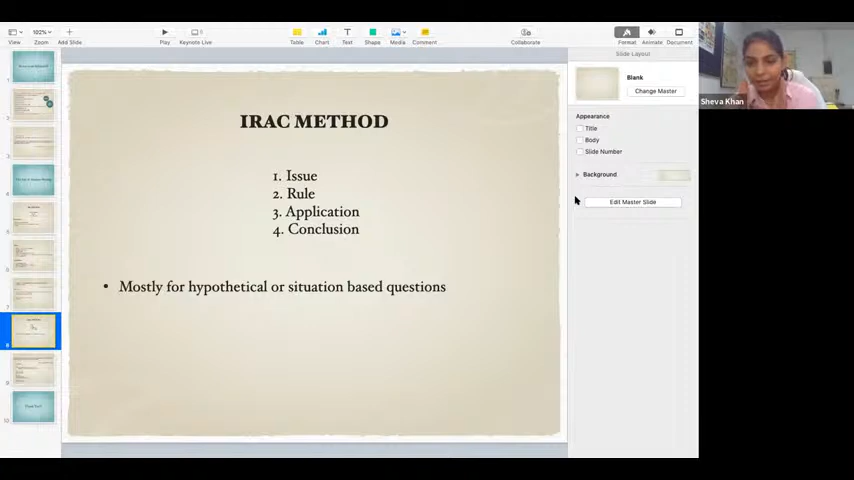 102%
View
Zoom
Add Slide
Play
Keynote Live
Table
Chart
Text
Shape
Media
Comment
Collaborate
Format
Animate
Document
Slide Layout
Blank
Change Master
Sheva Khan
Appearance
Title
Body
Slide Number
Background
Edit Master Slide
IRAC METHOD
1. Issue
2. Rule
3. Application
4. Conclusion
• Mostly for hypothetical or situation based questions